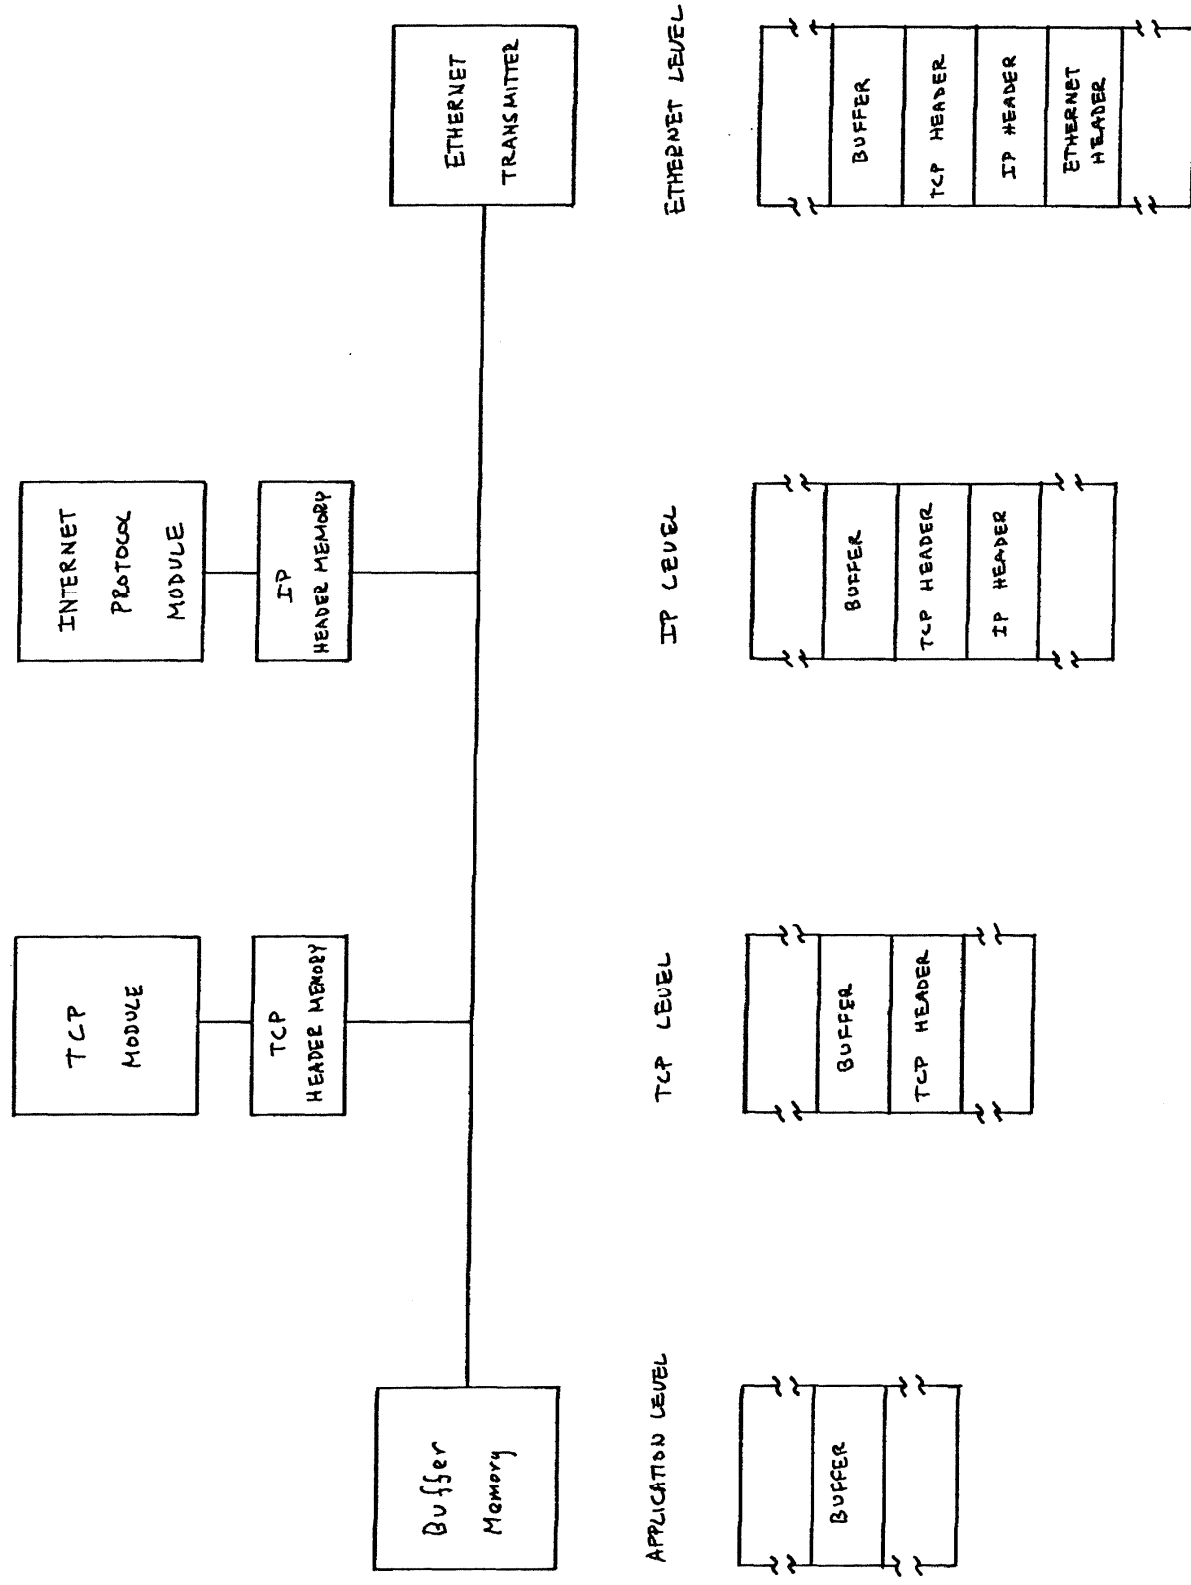 TCP
MODULE
INTERNET
PROTOCOL
MODULE
TCP
HEADER MEMORY
IP
HEADER MEMORY
Buffer
Memory
ETHERNET
TRANSMITTER
APPLICATION LEVEL
TCP LEVEL
IP LEVEL
ETHERNET LEVEL
BUFFER
BUFFER
TCP HEADER
BUFFER
TCP HEADER
IP HEADER
BUFFER
TCP HEADER
IP HEADER
ETHERNET
HEADER